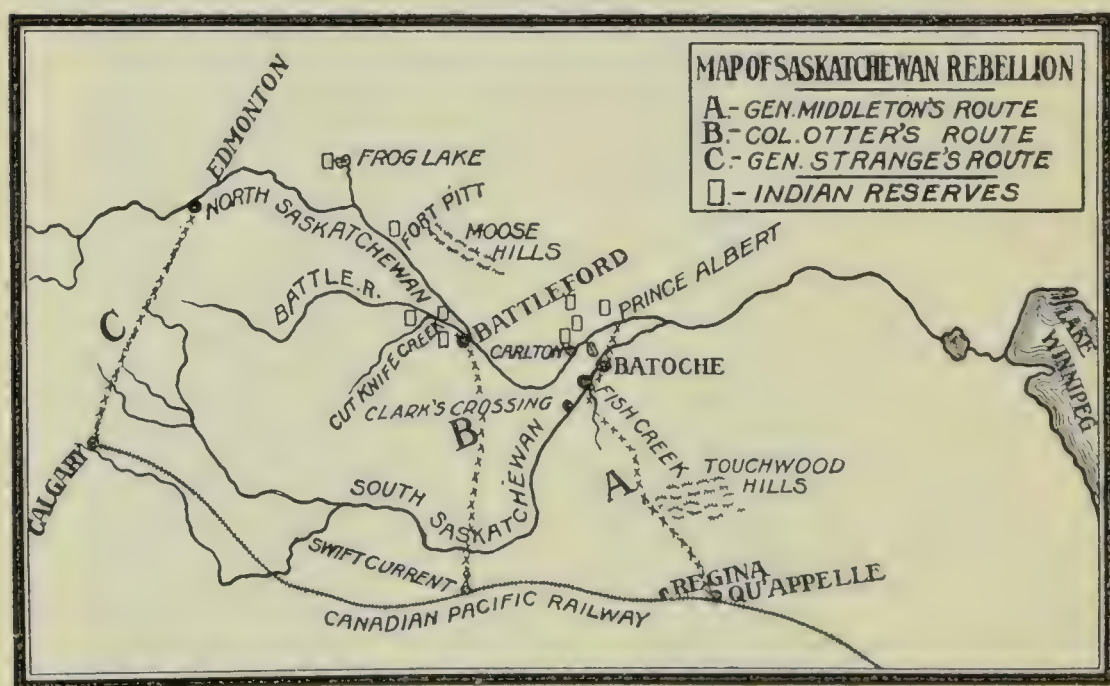 MAP OF SASKATCHEWAN REBELLION
A.- GEN. MIDDLETON'S ROUTE
B.- COL. OTTER'S ROUTE
C.- GEN. STRANGE'S ROUTE
▯.- INDIAN RESERVES
EDMONTON
FROG LAKE
NORTH SASKATCHEWAN
FORT PITT
MOOSE
HILLS
BATTLE. R.
BATTLEFORD
PRINCE ALBERT
LAKE
WINNIPEG
C
CUT KNIFE CREEK
CARLTON
BATOCHE
CLARK'S CROSSING
B
FISH CREEK
CALGARY
A
TOUCHWOOD
HILLS
SOUTH
SASKATCHEWAN
SWIFT CURRENT
REGINA
QU'APPELLE
CANADIAN PACIFIC RAILWAY